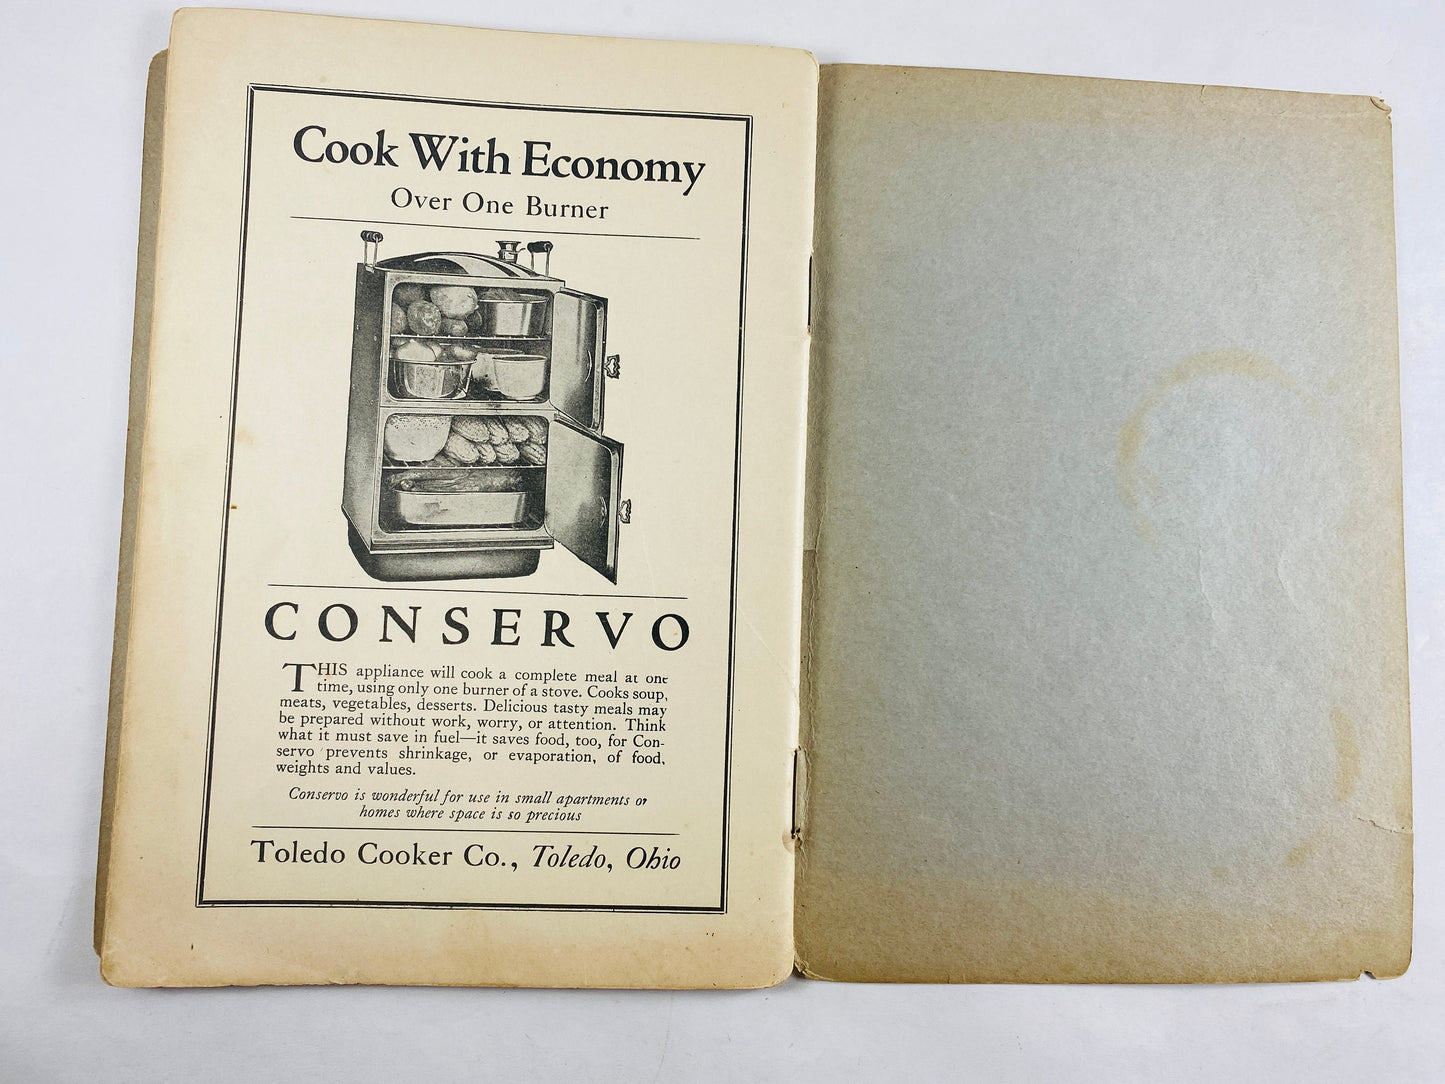 Cook With Economy
Over One Burner
CONSERVO
THIS appliance will cook a complete meal at one
time, using only one burner of a stove. Cooks soup,
meats, vegetables, desserts. Delicious tasty meals may
be prepared without work, worry, or attention. Think
what it must save in fuel—it saves food, too, for Con-
servo prevents shrinkage, or evaporation, of food,
weights and values.
Conservo is wonderful for use in small apartments or
homes where space is so precious
Toledo Cooker Co., Toledo, Ohio